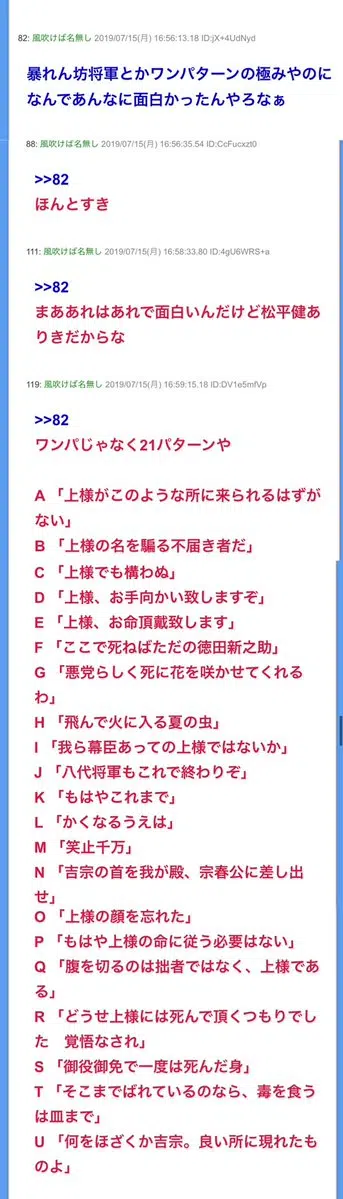 82: 風吹けば名無し 2019/07/15(月) 16:56:13.18 ID:jX+4UdNyd
暴れん坊将軍とかワンパターンの極みやのに
なんであんなに面白かったんやろなぁ
88: 風吹けば名無し 2019/07/15(月) 16:56:35.54 ID:CcFucxzt0
>>82
ほんとすき
111: 風吹けば名無し 2019/07/15(月) 16:58:33.80 ID:4gU6WRS+a
>>82
まああれはあれで面白いんだけど松平健あ
りきだからな
119: 風吹けば名無し 2019/07/15(月) 16:59:15.18 ID:DV1e5mfVp
>>82
ワンパじゃなく21パターンや
A 「上様がこのような所に来られるはずが
ない」
B 「上様の名を騙る不届き者だ」
C 「上様でも構わぬ」
D 「上様、お手向かい致しますぞ」
E 「上様、お命頂戴致します」
F 「ここで死ねばただの徳田新之助」
G 「悪党らしく死に花を咲かせてくれる
わ」
H 「飛んで火に入る夏の虫」
I 「我ら幕臣あっての上様ではないか」
J 「八代将軍もこれで終わりぞ」
K 「もはやこれまで」
L 「かくなるうえは」
M 「笑止千万」
N 「吉宗の首を我が殿、宗春公に差し出
せ」
O 「上様の顔を忘れた」
P 「もはや上様の命に従う必要はない」
Q 「腹を切るのは拙者ではなく、上様であ
る」
R 「どうせ上様には死んで頂くつもりでし
た　覚悟なされ」
S 「御役御免で一度は死んだ身」
T 「そこまでばれているのなら、毒を食う
は皿まで」
U 「何をほざくか吉宗。良い所に現れたも
のよ」